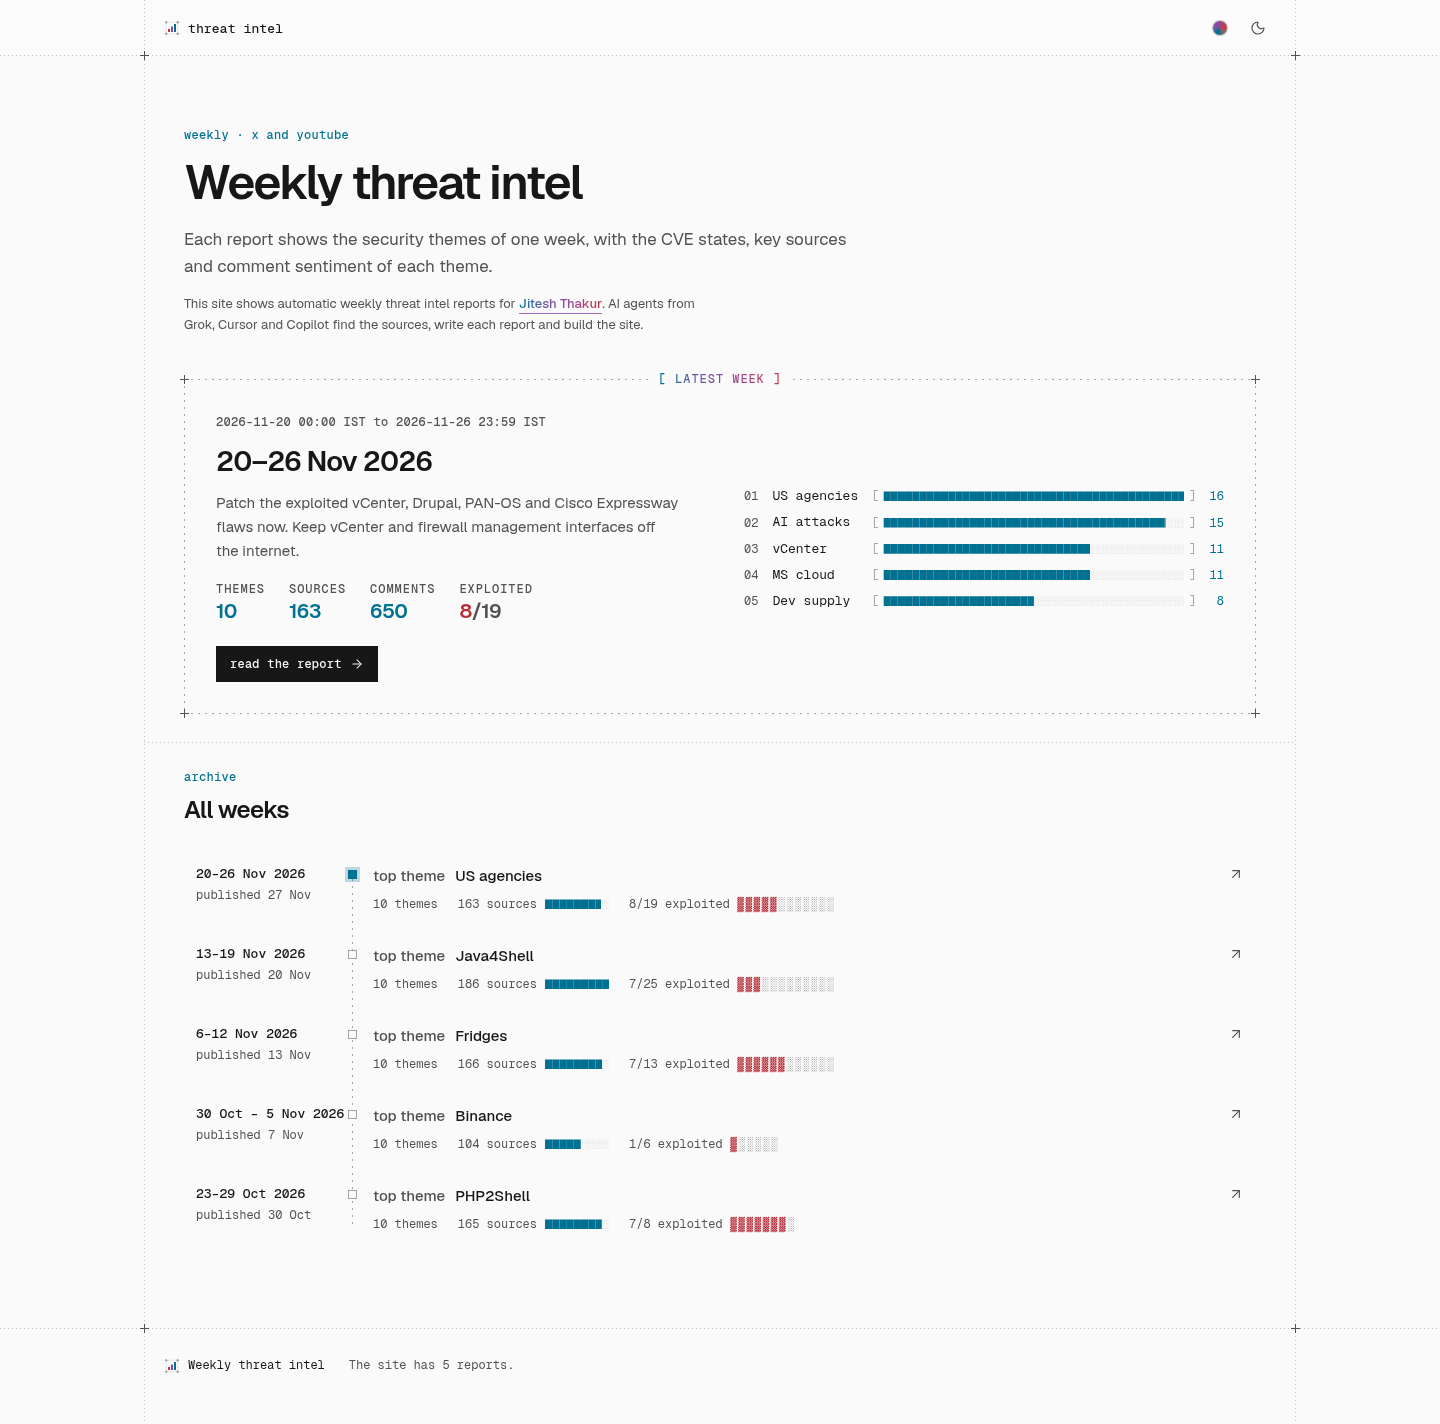 threat intel
weekly · x and youtube
Weekly threat intel
Each report shows the security themes of one week, with the CVE states, key sources
and comment sentiment of each theme.
This site shows automatic weekly threat intel reports for Jitesh Thakur. AI agents from
Grok, Cursor and Copilot find the sources, write each report and build the site.
[ LATEST WEEK ]
2026-11-20 00:00 IST to 2026-11-26 23:59 IST
20–26 Nov 2026
Patch the exploited vCenter, Drupal, PAN-OS and Cisco Expressway
flaws now. Keep vCenter and firewall management interfaces off
the internet.
THEMES SOURCES COMMENTS EXPLOITED
10 163 650 8/19
read the report →
01 US agencies [ ] 16
02 AI attacks [ ] 15
03 vCenter [ ] 11
04 MS cloud [ ] 11
05 Dev supply [ ] 8
archive
All weeks
20–26 Nov 2026 top theme US agencies
published 27 Nov 10 themes 163 sources 8/19 exploited
13–19 Nov 2026 top theme Java4Shell
published 20 Nov 10 themes 186 sources 7/25 exploited
6–12 Nov 2026 top theme Fridges
published 13 Nov 10 themes 166 sources 7/13 exploited
30 Oct – 5 Nov 2026 top theme Binance
published 7 Nov 10 themes 104 sources 1/6 exploited
23–29 Oct 2026 top theme PHP2Shell
published 30 Oct 10 themes 165 sources 7/8 exploited
Weekly threat intel The site has 5 reports.